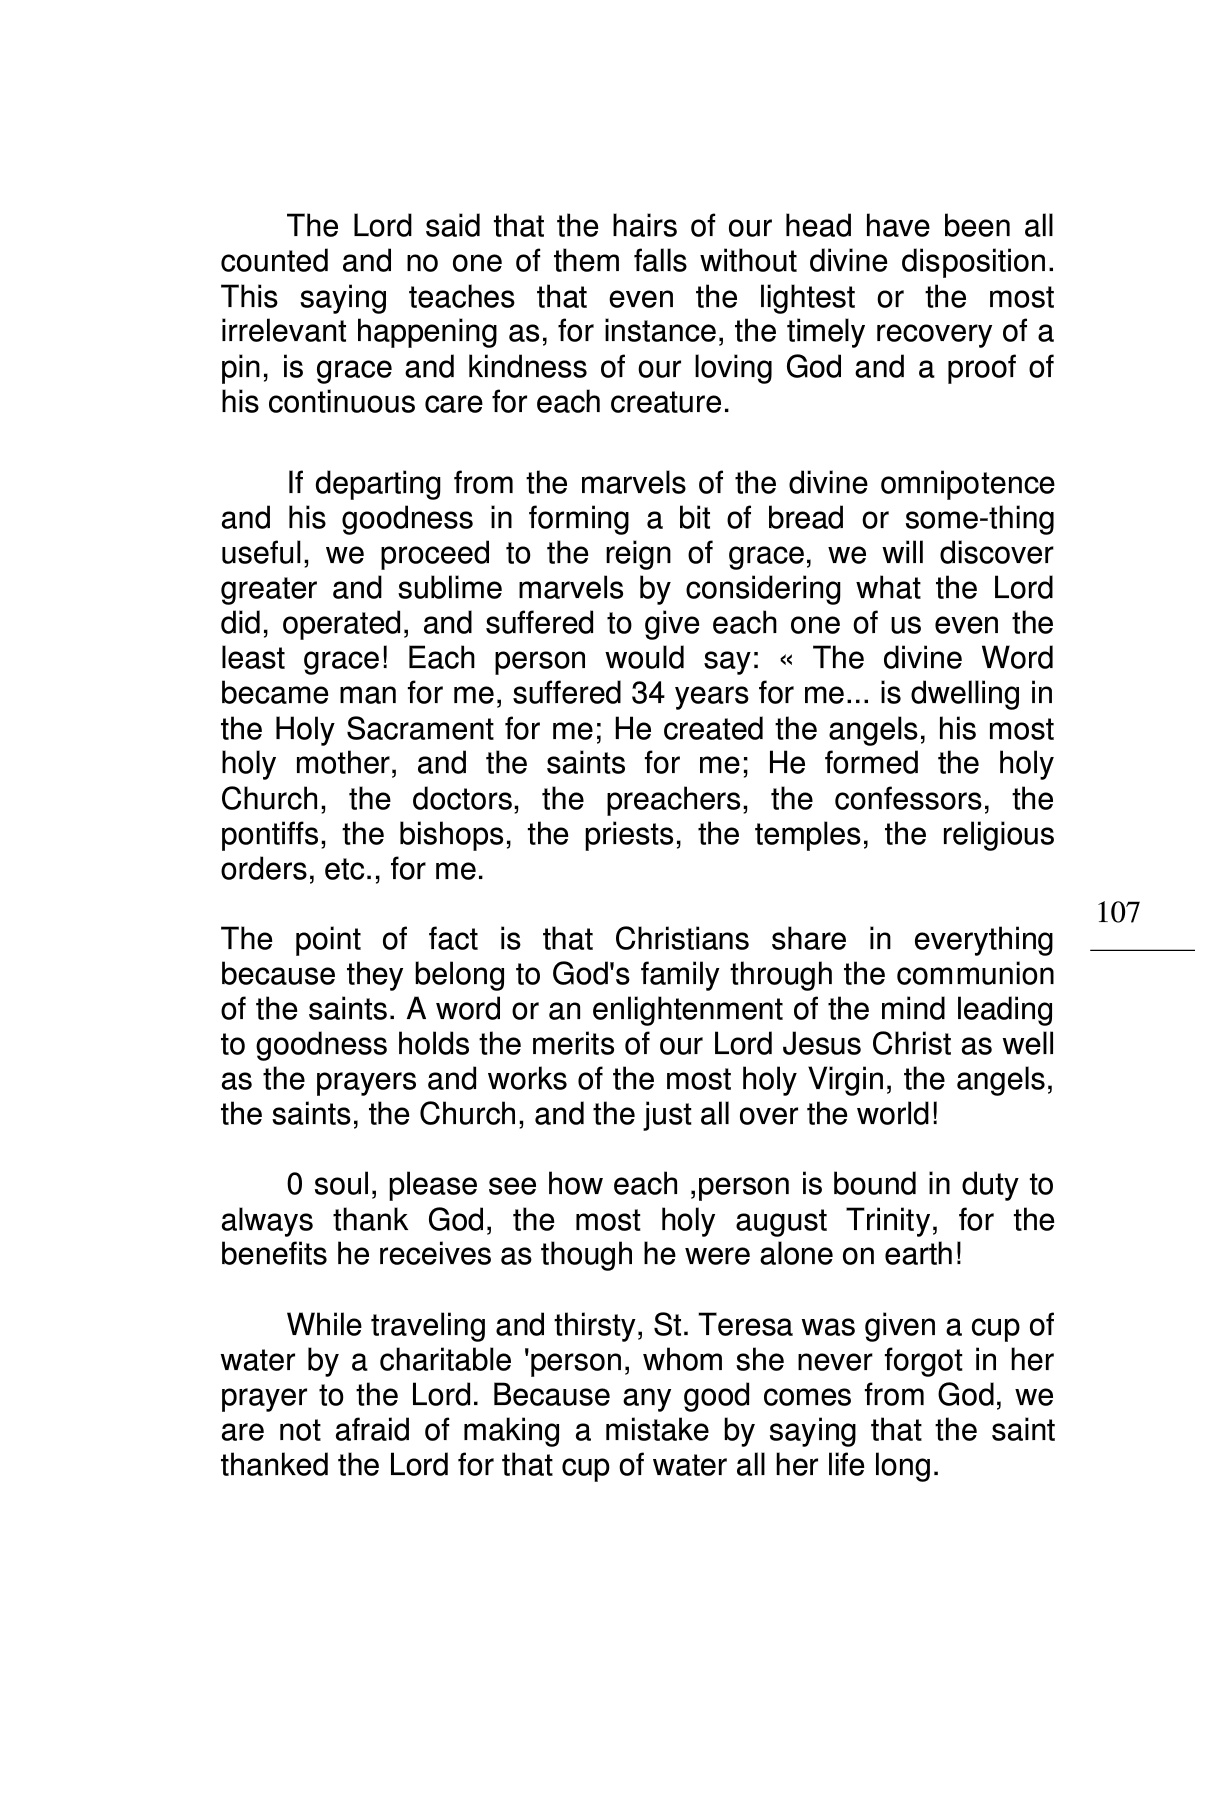 The Lord said that the hairs of our head have been all
counted and no one of them falls without divine disposition.
This saying teaches that even the lightest or the most
irrelevant happening as, for instance, the timely recovery of a
pin, is grace and kindness of our loving God and a proof of
his continuous care for each creature.
If departing from the marvels of the divine omnipotence
and his goodness in forming a bit of bread or some-thing
useful, we proceed to the reign of grace, we will discover
greater and sublime marvels by considering what the Lord
did, operated, and suffered to give each one of us even the
least grace! Each person would say: « The divine Word
became man for me, suffered 34 years for me... is dwelling in
the Holy Sacrament for me; He created the angels, his most
holy mother, and the saints for me; He formed the holy
Church, the doctors, the preachers, the confessors, the
pontiffs, the bishops, the priests, the temples, the religious
orders, etc., for me.
107
The point of fact is that Christians share in everything
because they belong to God's family through the communion
of the saints. A word or an enlightenment of the mind leading
to goodness holds the merits of our Lord Jesus Christ as well
as the prayers and works of the most holy Virgin, the angels,
the saints, the Church, and the just all over the world!
0 soul, please see how each ,person is bound in duty to
always thank God, the most holy august Trinity, for the
benefits he receives as though he were alone on earth!
While traveling and thirsty, St. Teresa was given a cup of
water by a charitable 'person, whom she never forgot in her
prayer to the Lord. Because any good comes from God, we
are not afraid of making a mistake by saying that the saint
thanked the Lord for that cup of water all her life long.